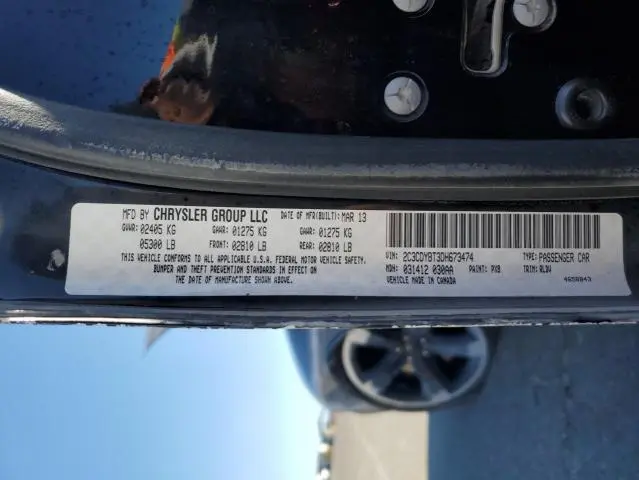 MFD BY CHRYSLER GROUP LLC DATE OF MFR(BUILT): MAR 13
GVWR: 02405 KG GAWR: 01275 KG GAWR: 01275 KG
05300 LB FRONT: 02810 LB REAR: 02810 LB
THIS VEHICLE CONFORMS TO ALL APPLICABLE U.S.A. FEDERAL MOTOR VEHICLE SAFETY,
BUMPER AND THEFT PREVENTION STANDARDS IN EFFECT ON
THE DATE OF MANUFACTURE SHOWN ABOVE.
VIN: 2C3CDYBT3DH673474 TYPE: PASSENGER CAR
MDH: 031412 030AA PAINT: PX8 TRIM: RLDV
VEHICLE MADE IN CANADA 4658843